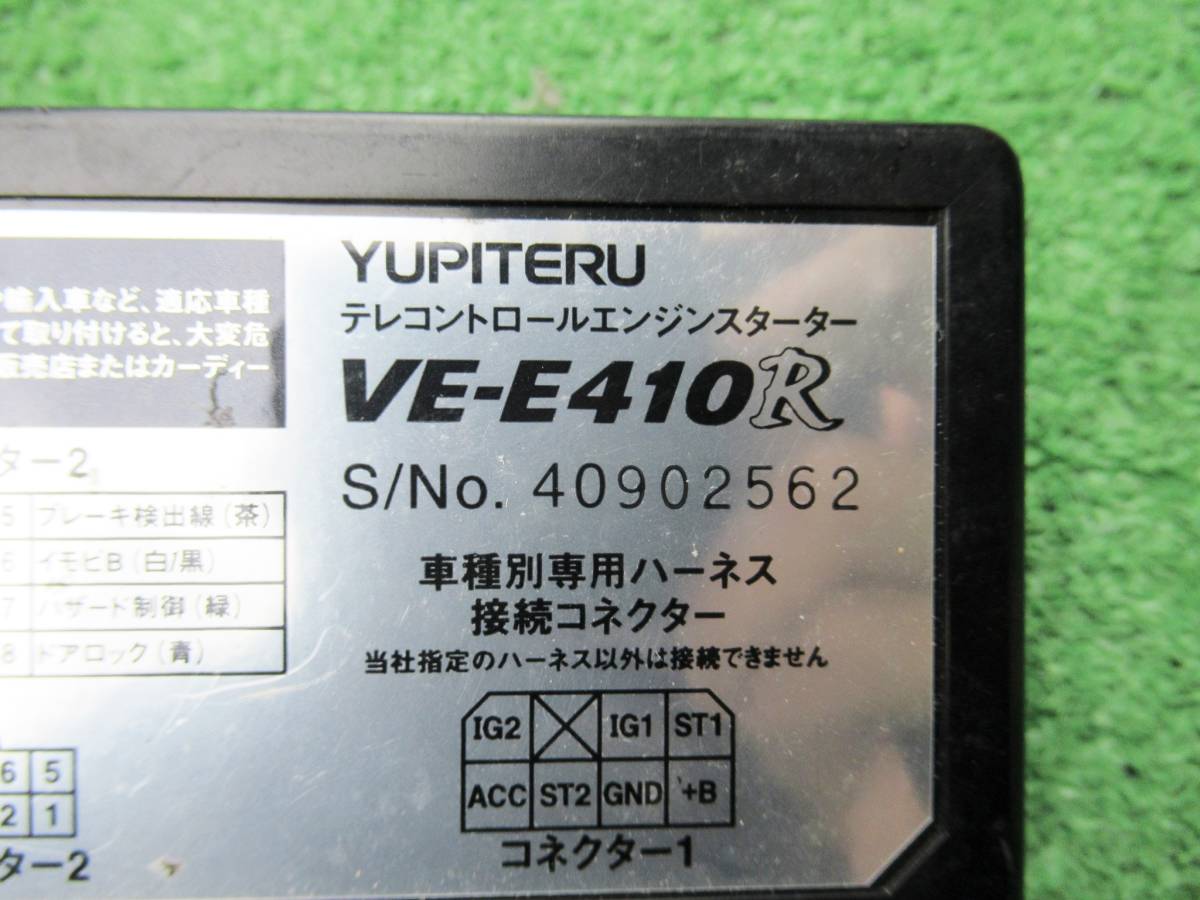 輸入車など、適応車種
て取り付けると、大変危
販売店またはカーディー
ター2
5 ブレーキ検出線(茶)
6 イモビB(白/黒)
7 ハザード制御(緑)
8 ドアロック(青)
6 5
2 1
ター2
YUPITERU
テレコントロールエンジンスターター
VE-E410R
S/No. 40902562
車種別専用ハーネス
接続コネクター
当社指定のハーネス以外は接続できません
IG2 IG1 ST1
ACC ST2 GND +B
コネクター1